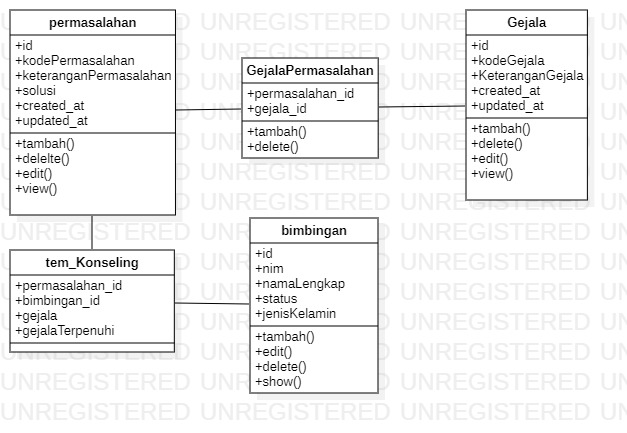 permasalahan
+id
+kodePermasalahan
+keteranganPermasalahan
+solusi
+created_at
+updated_at
+tambah()
+delelte()
+edit()
+view()
GejalaPermasalahan
+permasalahan_id
+gejala_id
+tambah()
+delete()
Gejala
+id
+kodeGejala
+KeteranganGejala
+created_at
+updated_at
+tambah()
+delete()
+edit()
+view()
tem_Konseling
+permasalahan_id
+bimbingan_id
+gejala
+gejalaTerpenuhi
bimbingan
+id
+nim
+namaLengkap
+status
+jenisKelamin
+tambah()
+edit()
+delete()
+show()
UNREGISTERED